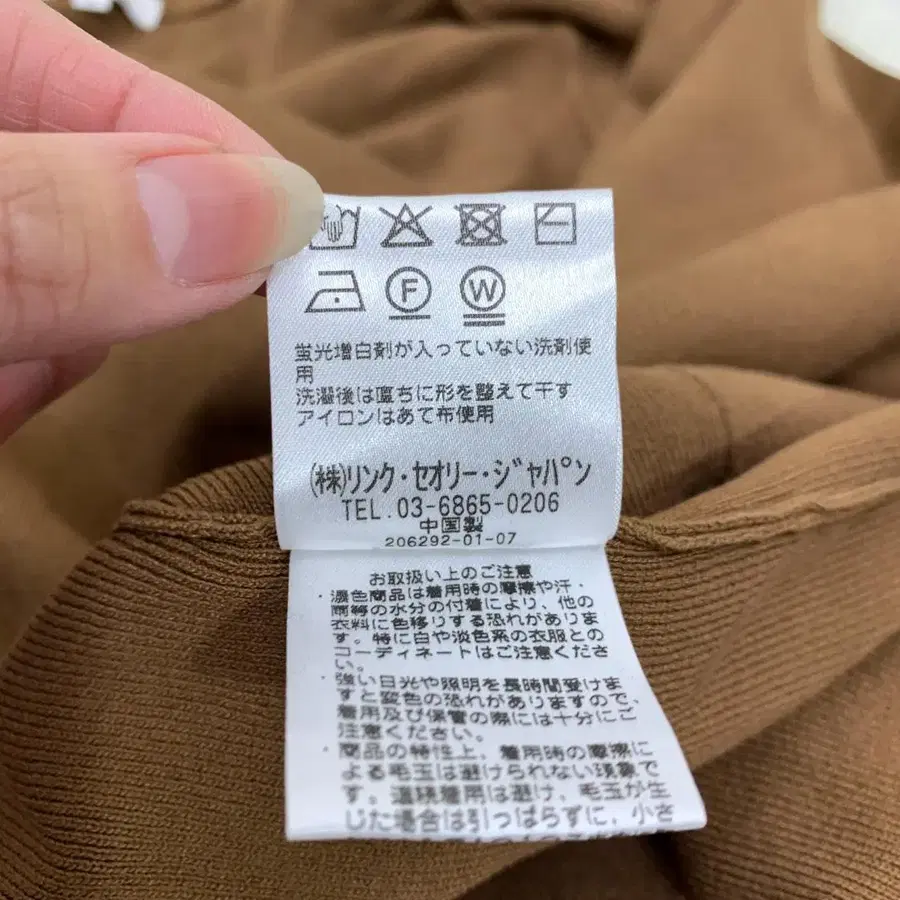 F W
蛍光増白剤が入っていない洗剤使
用
洗濯後は直ちに形を整えて干す
アイロンはあて布使用
(株)リンク・セオリー・ジャパン
TEL.03-6865-0206
中国製
206292-01-07
お取扱い上のご注意
・濃色商品は着用時の摩擦や汗・
雨等の水分の付着により、他の
衣料に色移りする恐れがありま
す。特に白や淡色系の衣服との
コーディネートはご注意くださ
い。
・強い日光や照明を長時間受けま
すと変色の恐れがありますので、
着用及び保管の際には十分にご
注意ください。
・商品の特性上、着用時の摩擦に
よる毛玉は避けられない現象で
す。連続着用は避け、毛玉が生
じた場合は引っぱらずに、小さ